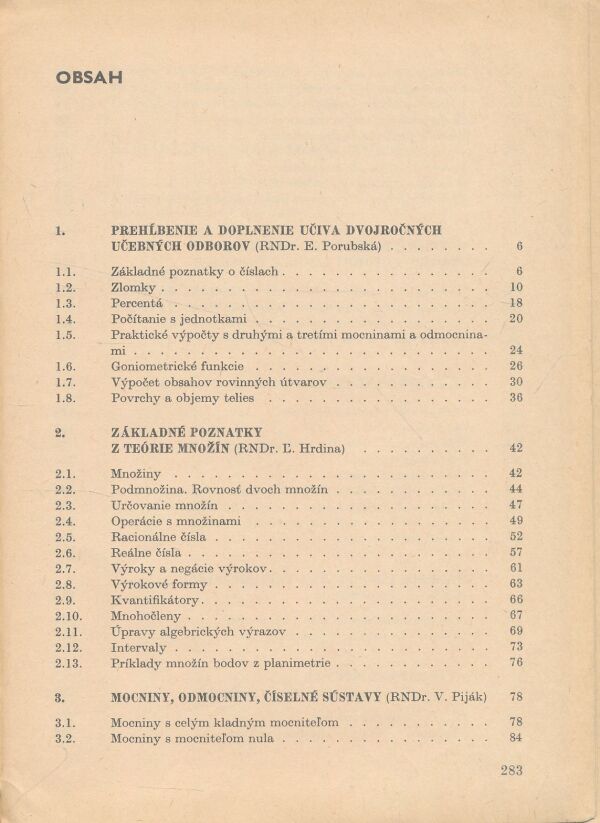 OBSAH
1. PREHĹBENIE A DOPLNENIE UČIVA DVOJROČNÝCH
UČEBNÝCH ODBOROV (RNDr. E. Porubská) . . . . . . . . 6
1.1. Základné poznatky o číslach . . . . . . . . . . . . . . 6
1.2. Zlomky . . . . . . . . . . . . . . . . . . . . . . 10
1.3. Percentá . . . . . . . . . . . . . . . . . . . . . 18
1.4. Počítanie s jednotkami . . . . . . . . . . . . . . . . 20
1.5. Praktické výpočty s druhými a tretími mocninami a odmocnina-
mi . . . . . . . . . . . . . . . . . . . . . . . . 24
1.6. Goniometrické funkcie . . . . . . . . . . . . . . . . 26
1.7. Výpočet obsahov rovinných útvarov . . . . . . . . . . . 30
1.8. Povrchy a objemy telies . . . . . . . . . . . . . . . 36
2. ZÁKLADNÉ POZNATKY
Z TEÓRIE MNOŽÍN (RNDr. Ľ. Hrdina) . . . . . . . . . . 42
2.1. Množiny . . . . . . . . . . . . . . . . . . . . . 42
2.2. Podmnožina. Rovnosť dvoch množín . . . . . . . . . . . 44
2.3. Určovanie množín . . . . . . . . . . . . . . . . . . 47
2.4. Operácie s množinami . . . . . . . . . . . . . . . . 49
2.5. Racionálne čísla . . . . . . . . . . . . . . . . . . . 52
2.6. Reálne čísla . . . . . . . . . . . . . . . . . . . . 57
2.7. Výroky a negácie výrokov . . . . . . . . . . . . . . . 61
2.8. Výrokové formy . . . . . . . . . . . . . . . . . . . 63
2.9. Kvantifikátory . . . . . . . . . . . . . . . . . . . 66
2.10. Mnohočleny . . . . . . . . . . . . . . . . . . . . 67
2.11. Úpravy algebrických výrazov . . . . . . . . . . . . . . 69
2.12. Intervaly . . . . . . . . . . . . . . . . . . . . . 73
2.13. Príklady množín bodov z planimetrie . . . . . . . . . . . 76
3. MOCNINY, ODMOCNINY, ČÍSELNÉ SÚSTAVY (RNDr. V. Piják) 78
3.1. Mocniny s celým kladným mocniteľom . . . . . . . . . . 78
3.2. Mocniny s mocniteľom nula . . . . . . . . . . . . . . 84
283